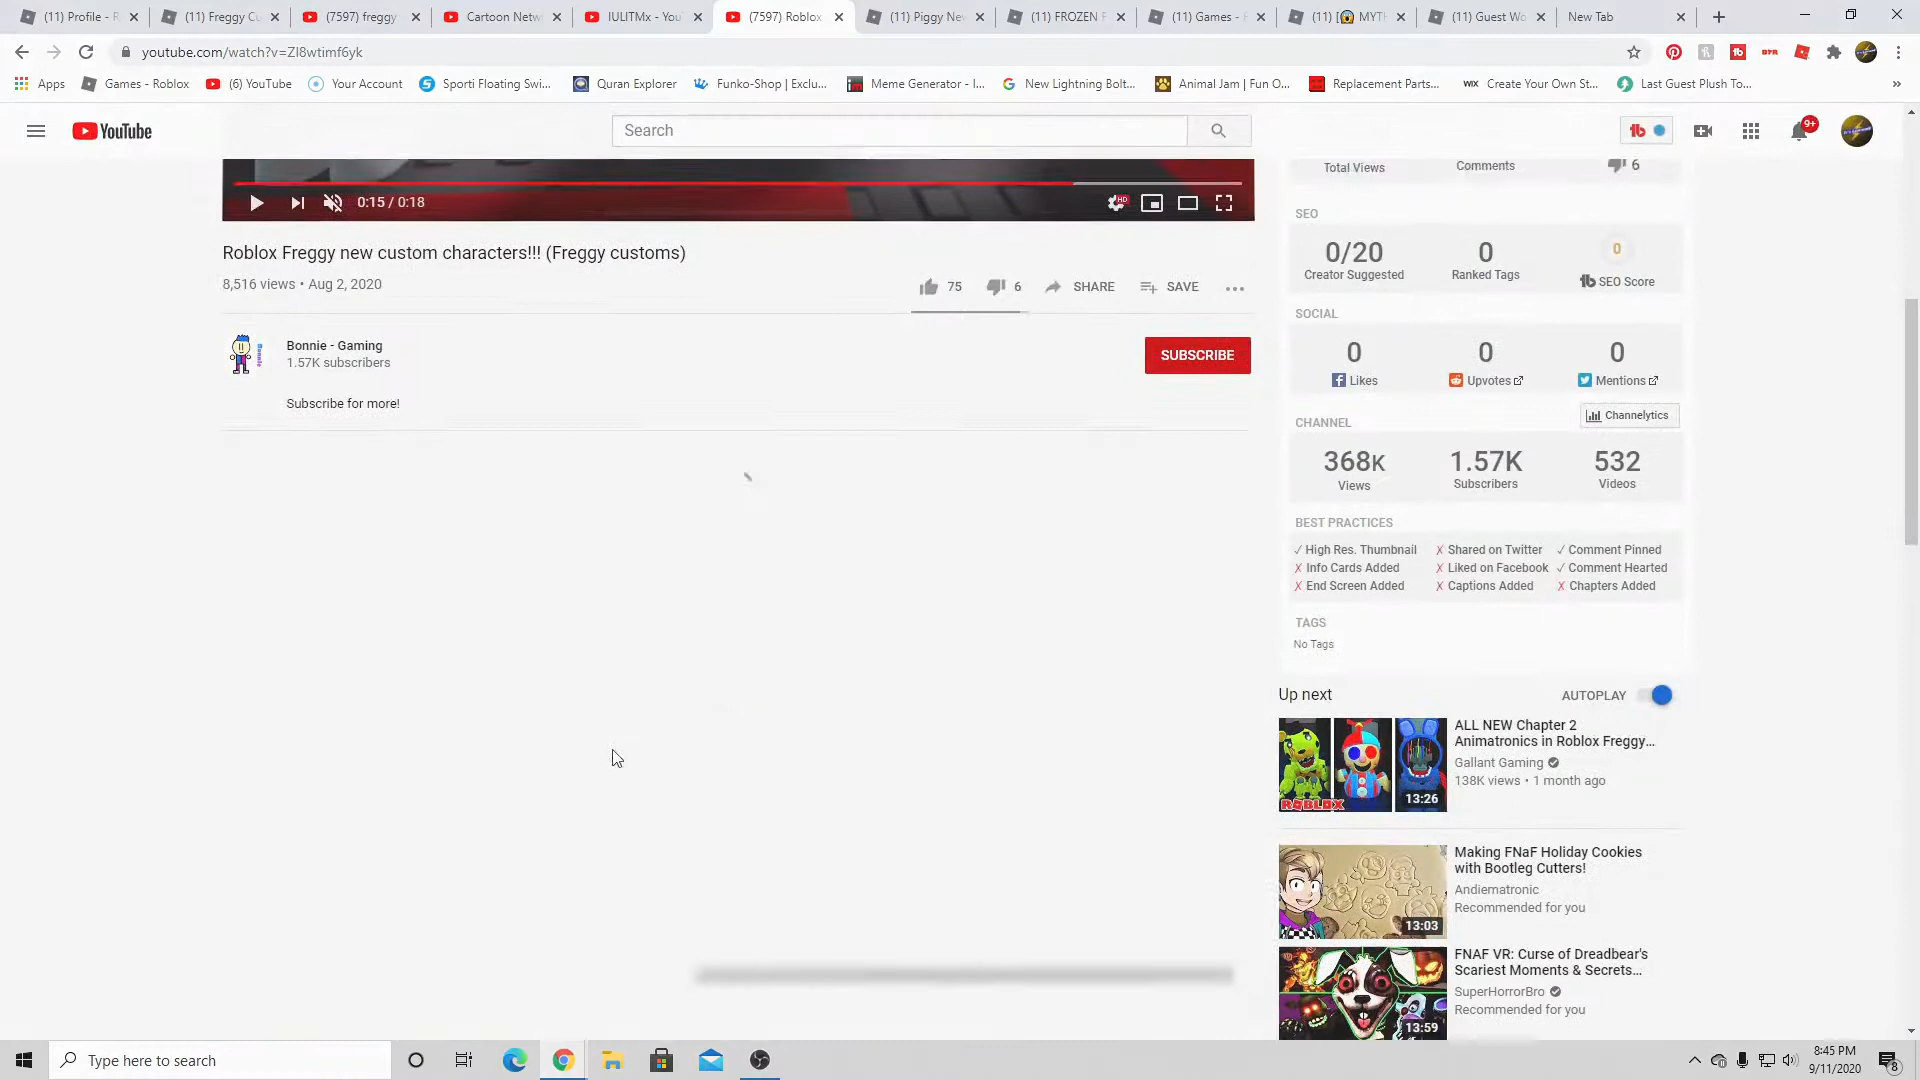 (11) Profile - R
(11) Freggy Cu
(7597) freggy
Cartoon Netw
IULITMx - You
(7597) Roblox
(11) Piggy New
(11) FROZEN F
(11) Games - R
(11) [😱 MYTH
(11) Guest Wo
New Tab
youtube.com/watch?v=ZI8wtimf6yk
Apps
Games - Roblox
(6) YouTube
Your Account
Sporti Floating Swi...
Quran Explorer
Funko-Shop | Exclu...
Meme Generator - I...
New Lightning Bolt...
Animal Jam | Fun O...
Replacement Parts...
WIX Create Your Own St...
Last Guest Plush To...
YouTube
Search
9+
Total Views
Comments
6
0:15 / 0:18
HD
Roblox Freggy new custom characters!!! (Freggy customs)
8,516 views • Aug 2, 2020
75
6
SHARE
SAVE
Bonnie - Gaming
1.57K subscribers
SUBSCRIBE
Subscribe for more!
SEO
0/20
Creator Suggested
0
Ranked Tags
0
SEO Score
SOCIAL
0
Likes
0
Upvotes
0
Mentions
CHANNEL
Channelytics
368K
Views
1.57K
Subscribers
532
Videos
BEST PRACTICES
✓ High Res. Thumbnail
✗ Shared on Twitter
✓ Comment Pinned
✗ Info Cards Added
✗ Liked on Facebook
✓ Comment Hearted
✗ End Screen Added
✗ Captions Added
✗ Chapters Added
TAGS
No Tags
Up next
AUTOPLAY
ROBLOX
13:26
ALL NEW Chapter 2
Animatronics in Roblox Freggy...
Gallant Gaming
138K views • 1 month ago
13:03
Making FNaF Holiday Cookies
with Bootleg Cutters!
Andiematronic
Recommended for you
13:59
FNAF VR: Curse of Dreadbear's
Scariest Moments & Secrets...
SuperHorrorBro
Recommended for you
Type here to search
8:45 PM
9/11/2020
8